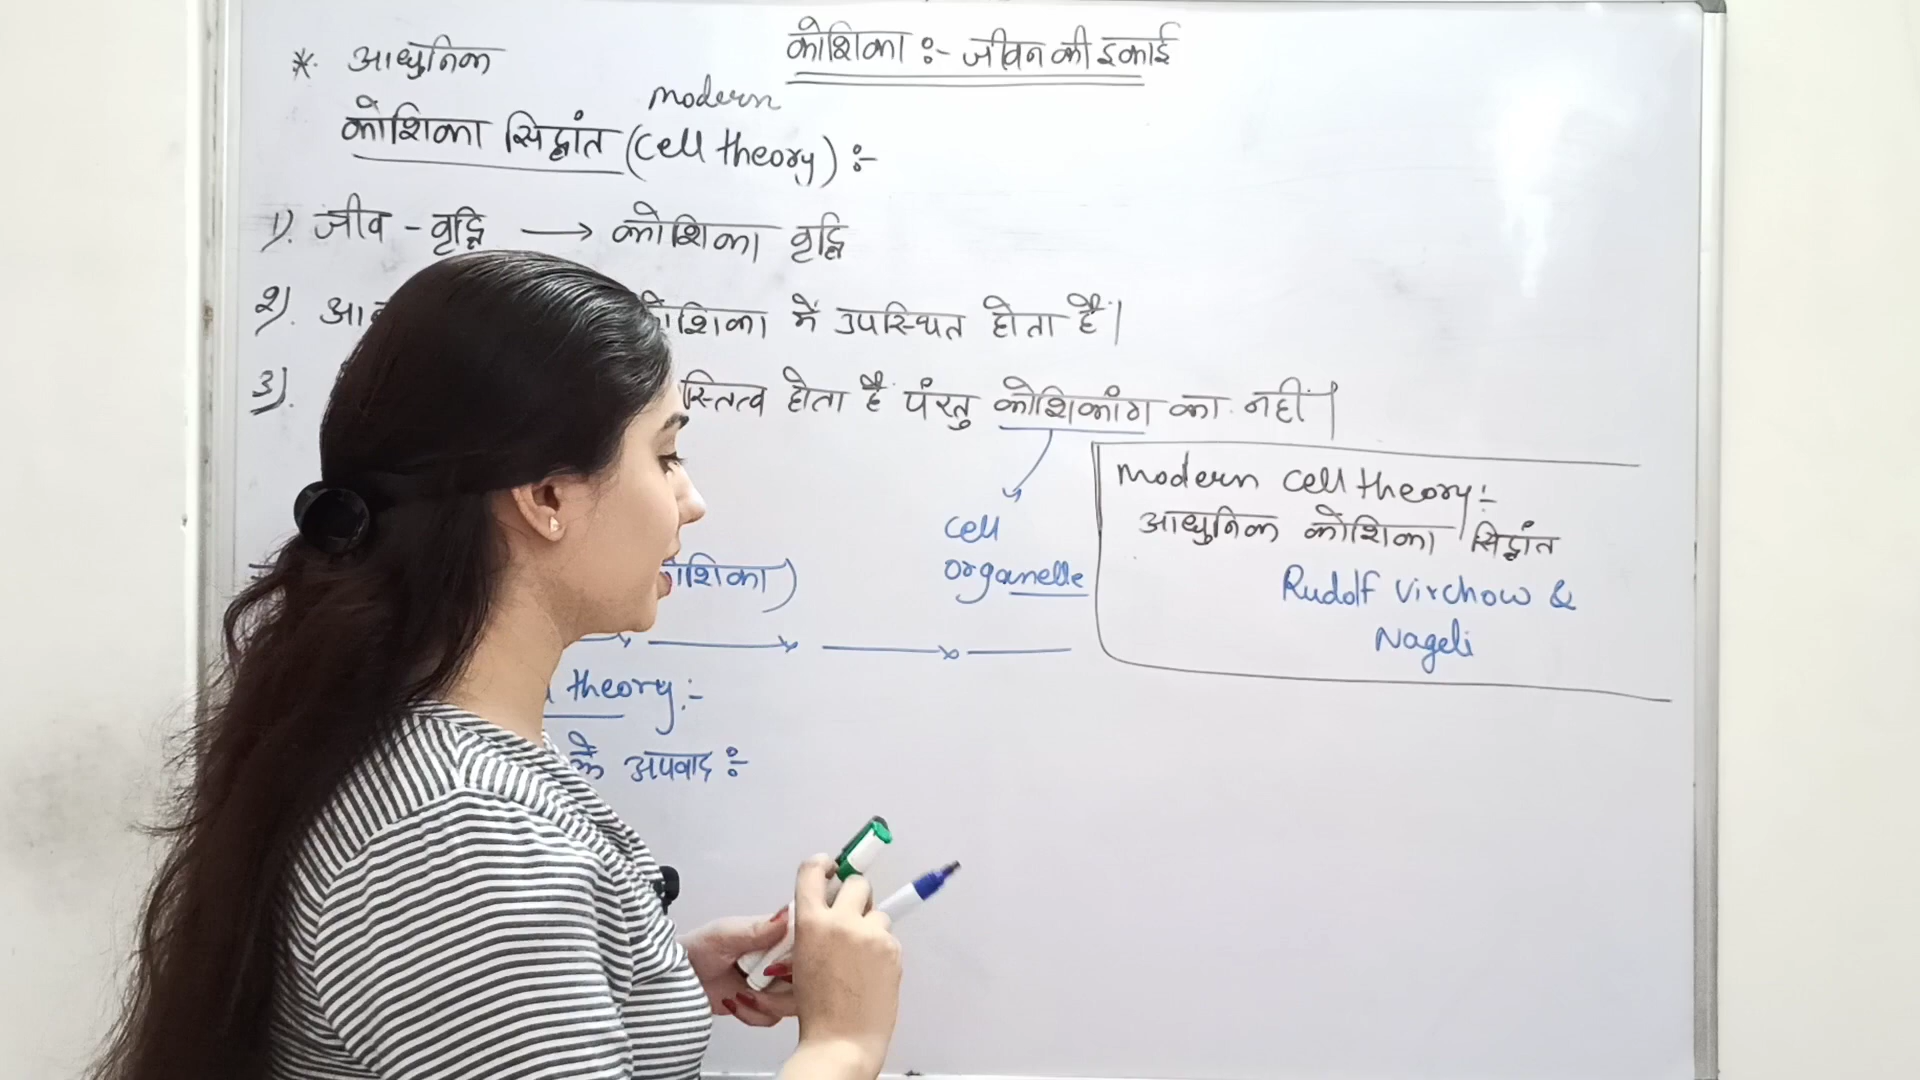 कोशिका :- जीवन की इकाई
* आधुनिक
modern
कोशिका सिद्धांत (Cell theory) :-
1). जीव - वृद्धि → कोशिका वृद्धि
2). कोशिका में उपस्थित होता है।
3). होता है परंतु कोशिकांग का नहीं।
Cell
organelle
Modern Cell theory :-
आधुनिक कोशिका सिद्धांत
Rudolf Virchow &
Nageli
theory :-
के अपवाद :-